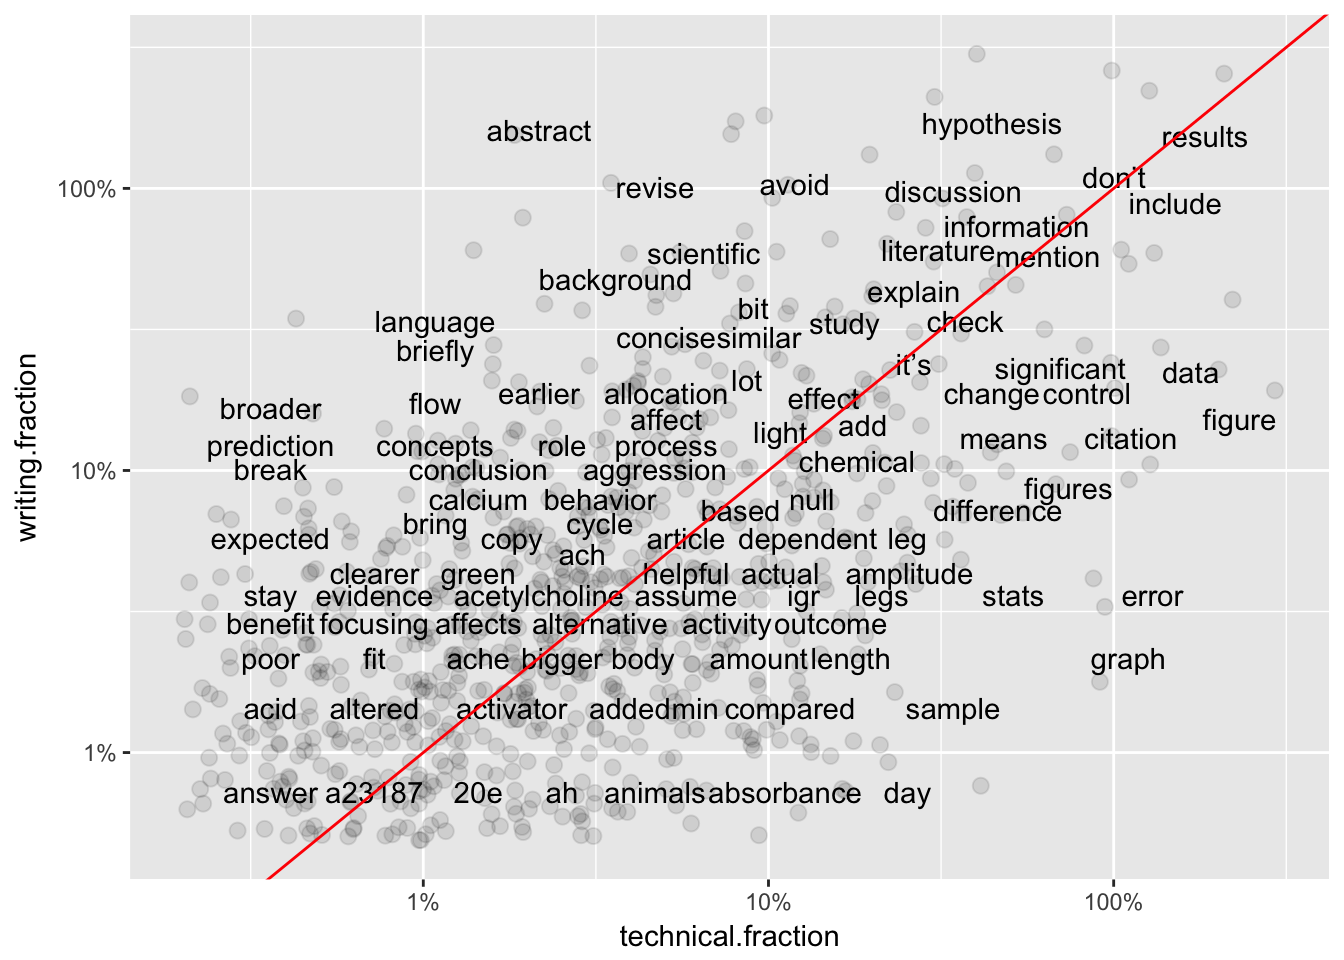 abstract
hypothesis
results
100%
revise
avoid
don't
discussion
include
information
scientific
literature
mention
background
explain
bit
language
study
check
concise
similar
briefly
it's
significant
data
lot
earlier
allocation
effect
change
control
broader
flow
affect
add
figure
light
prediction
concepts
role
process
means
citation
10%
break
conclusion
aggression
chemical
calcium
behavior
null
figures
bring
cycle
based
difference
expected
copy
article
dependent
leg
ach
clearer
green
helpful
actual
amplitude
stay
evidence
acetylcholine
assume
igr
legs
stats
error
benefit
focusing
affects
alternative
activity
outcome
poor
fit
ache
bigger
body
amount
length
graph
acid
altered
activator
added
min
compared
sample
1%
answer
a23187
20e
ah
animals
absorbance
day
writing.fraction
1%
10%
100%
technical.fraction